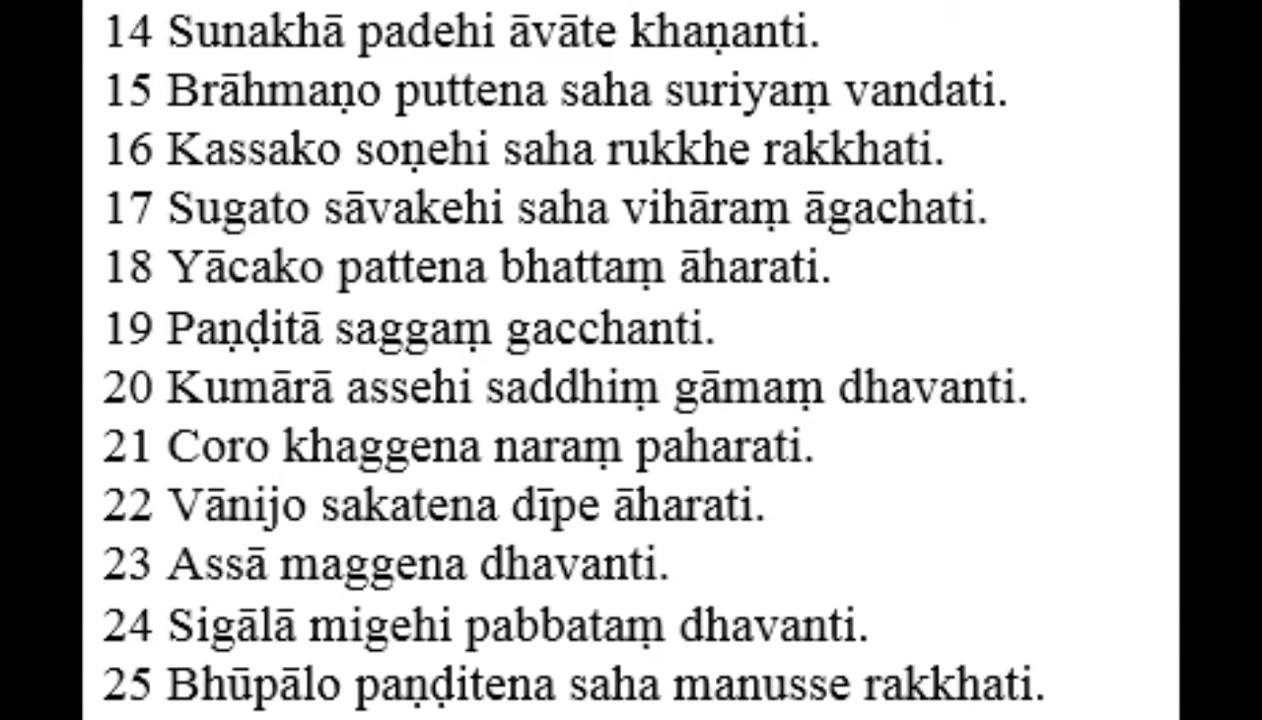 14 Sunakhā padehi āvāte khaṇanti.
15 Brāhmaṇo puttena saha suriyaṃ vandati.
16 Kassako soṇehi saha rukkhe rakkhati.
17 Sugato sāvakehi saha vihāraṃ āgachati.
18 Yācako pattena bhattaṃ āharati.
19 Paṇḍitā saggaṃ gacchanti.
20 Kumārā assehi saddhiṃ gāmaṃ dhavanti.
21 Coro khaggena naraṃ paharati.
22 Vānijo sakatena dīpe āharati.
23 Assā maggena dhavanti.
24 Sigālā migehi pabbataṃ dhavanti.
25 Bhūpālo paṇḍitena saha manusse rakkhati.